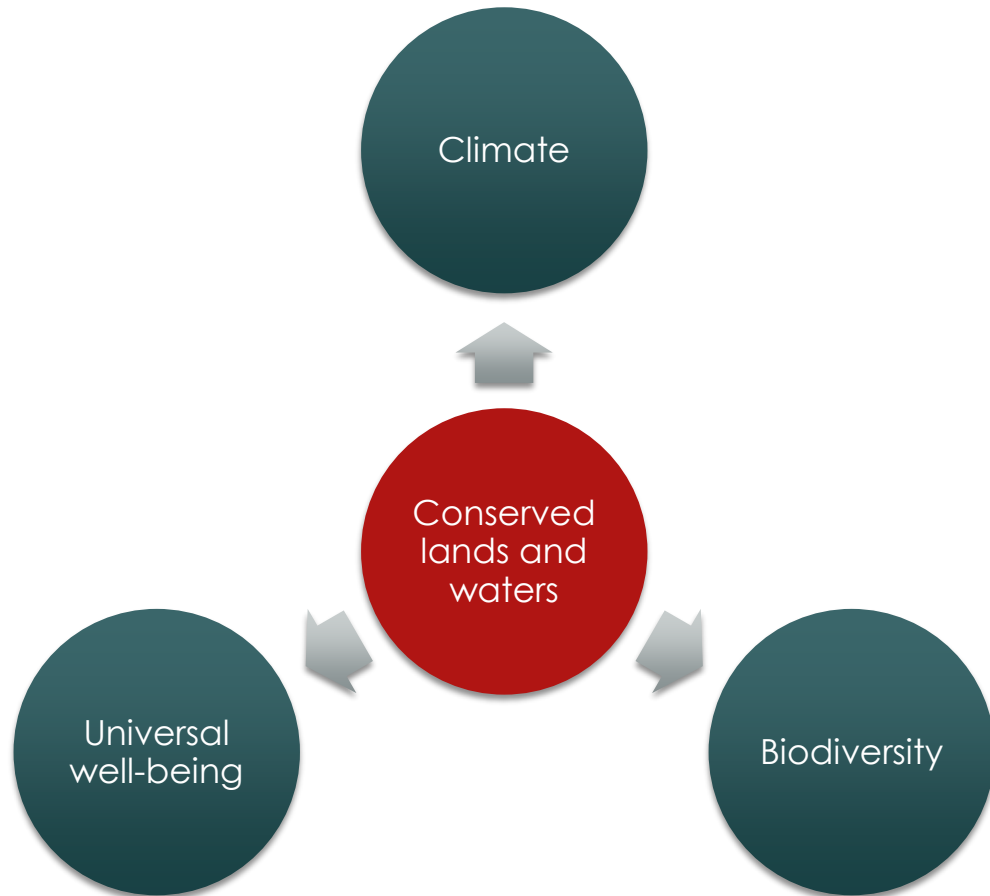 Climate
Conserved
lands and
waters
Universal
well-being
Biodiversity